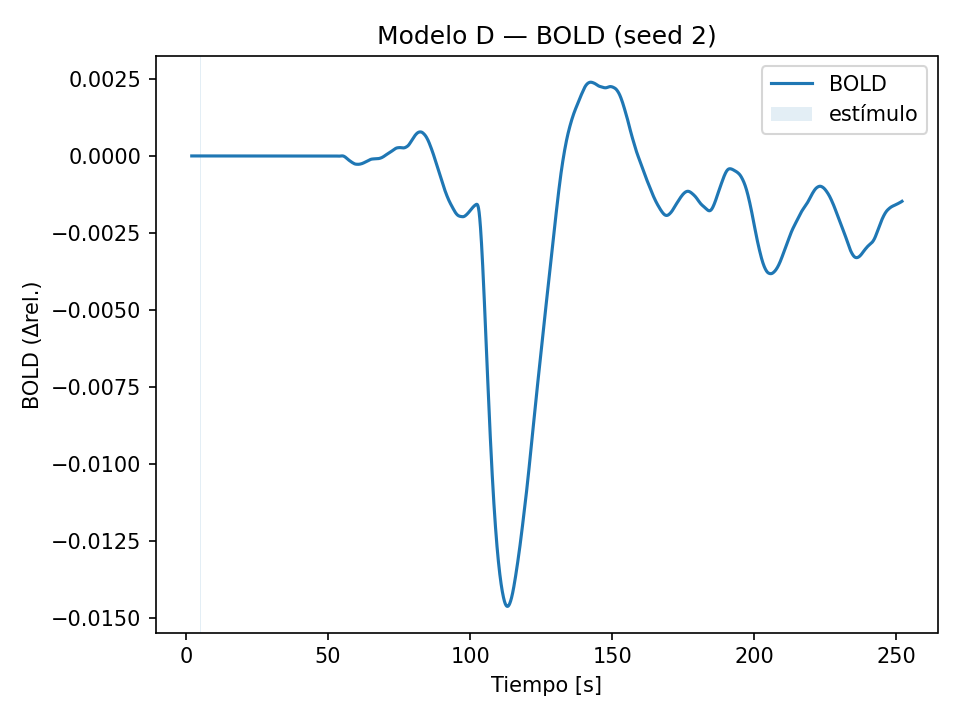 Modelo D — BOLD (seed 2)
BOLD
estímulo
0.0025
0.0000
−0.0025
−0.0050
−0.0075
−0.0100
−0.0125
−0.0150
BOLD (Δrel.)
0
50
100
150
200
250
Tiempo [s]